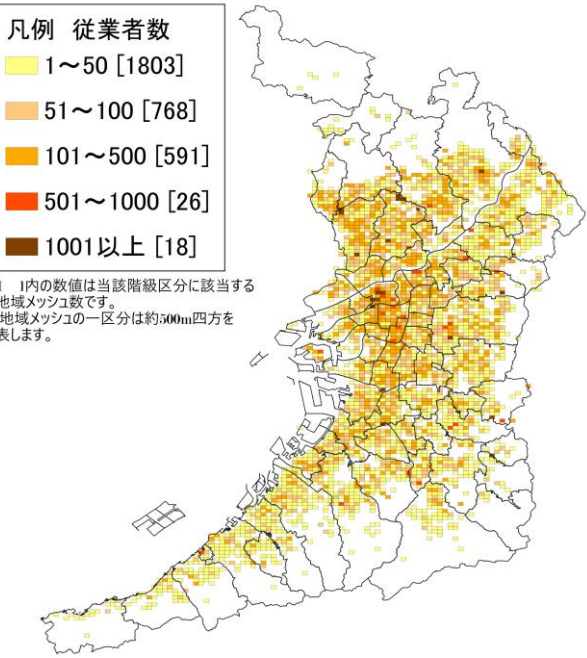 凡例 従業者数
1～50 [1803]
51～100 [768]
101～500 [591]
501～1000 [26]
1001以上 [18]
内の数値は当該階級区分に該当する
地域メッシュ数です。
地域メッシュの一区分は約500m四方を
表します。